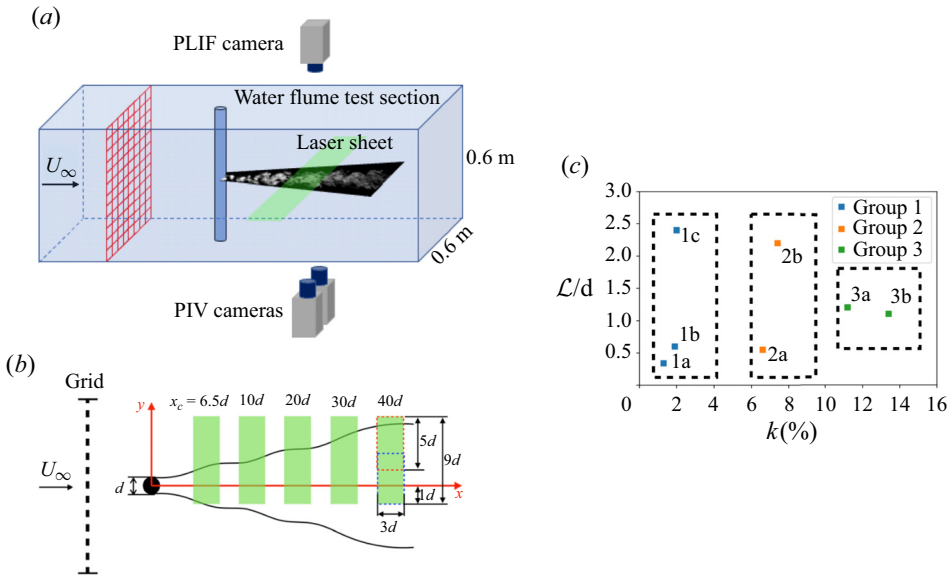 (a)
PLIF camera
Water flume test section
Laser sheet
U∞
0.6 m
0.6 m
PIV cameras
(b)
Grid
y
x_c = 6.5d 10d 20d 30d 40d
U∞
d
5d
9d
1d
x
3d
(c)
3.0
2.5
2.0
1.5
1.0
0.5
ℒ/d
Group 1
Group 2
Group 3
1c
2b
3a
3b
1b
1a
2a
0 2 4 6 8 10 12 14 16
k(%)